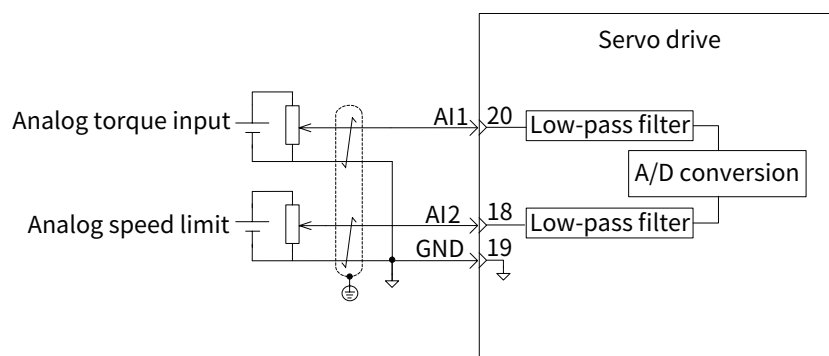 Servo drive
Analog torque input
AI1
20
Low-pass filter
A/D conversion
Analog speed limit
AI2
18
Low-pass filter
GND
19